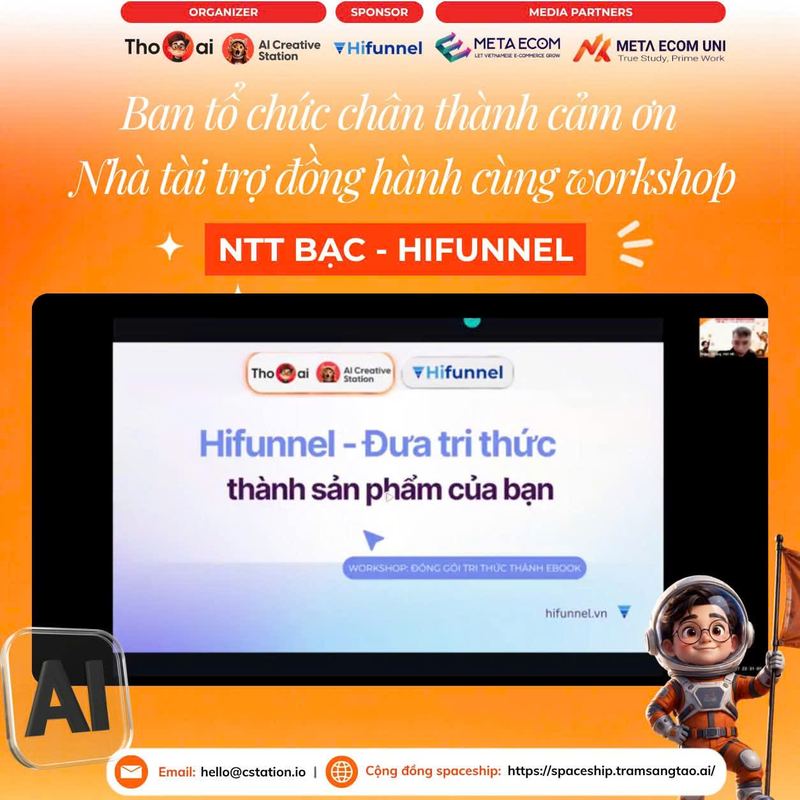 ORGANIZER
SPONSOR
MEDIA PARTNERS
Tho ai
AI Creative
Station
Hifunnel
META ECOM
LET VIETNAMESE E-COMMERCE GROW
META ECOM UNI
True Study, Prime Work
Ban tổ chức chân thành cảm ơn
Nhà tài trợ đồng hành cùng workshop
NTT BẠC - HIFUNNEL
Tho ai
AI Creative
Station
Hifunnel
Hifunnel - Đưa tri thức
thành sản phẩm của bạn
WORKSHOP: ĐÓNG GÓI TRI THỨC THÀNH EBOOK
hifunnel.vn
AI
Email: hello@cstation.io | Cộng đồng spaceship: https://spaceship.tramsangtao.ai/